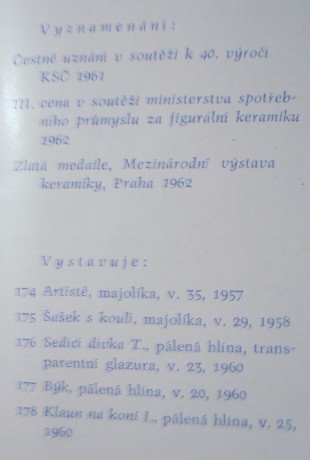 Vyznamenání:
Čestné uznání v soutěži k 40. výročí
KSČ 1961
III. cena v soutěži ministerstva spotřeb-
ního průmyslu za figurální keramiku
1962
Zlatá medaile, Mezinárodní výstava
keramiky, Praha 1962
Vystavuje:
174 Artisté, majolika, v. 35, 1957
175 Šašek s koulí, majolika, v. 29, 1958
176 Sedící dívka I., pálená hlína, trans-
parentní glazura, v. 23, 1960
177 Býk, pálená hlína, v. 20, 1960
178 Klaun na koni I., pálená hlína, v. 25,
1960